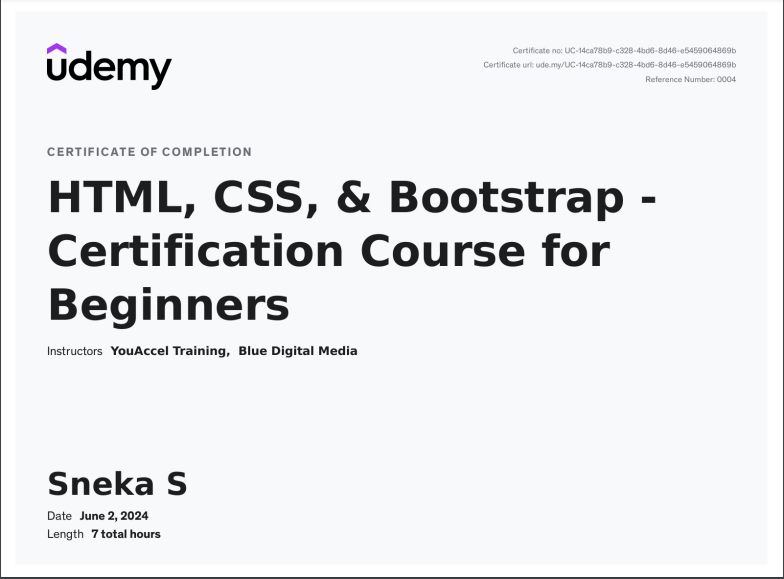 udemy
Certificate no: UC-14ca78b9-c328-4bd6-8d46-e5459064869b
Certificate url: ude.my/UC-14ca78b9-c328-4bd6-8d46-e5459064869b
Reference Number: 0004
CERTIFICATE OF COMPLETION
HTML, CSS, & Bootstrap -
Certification Course for
Beginners
Instructors YouAccel Training, Blue Digital Media
Sneka S
Date June 2, 2024
Length 7 total hours